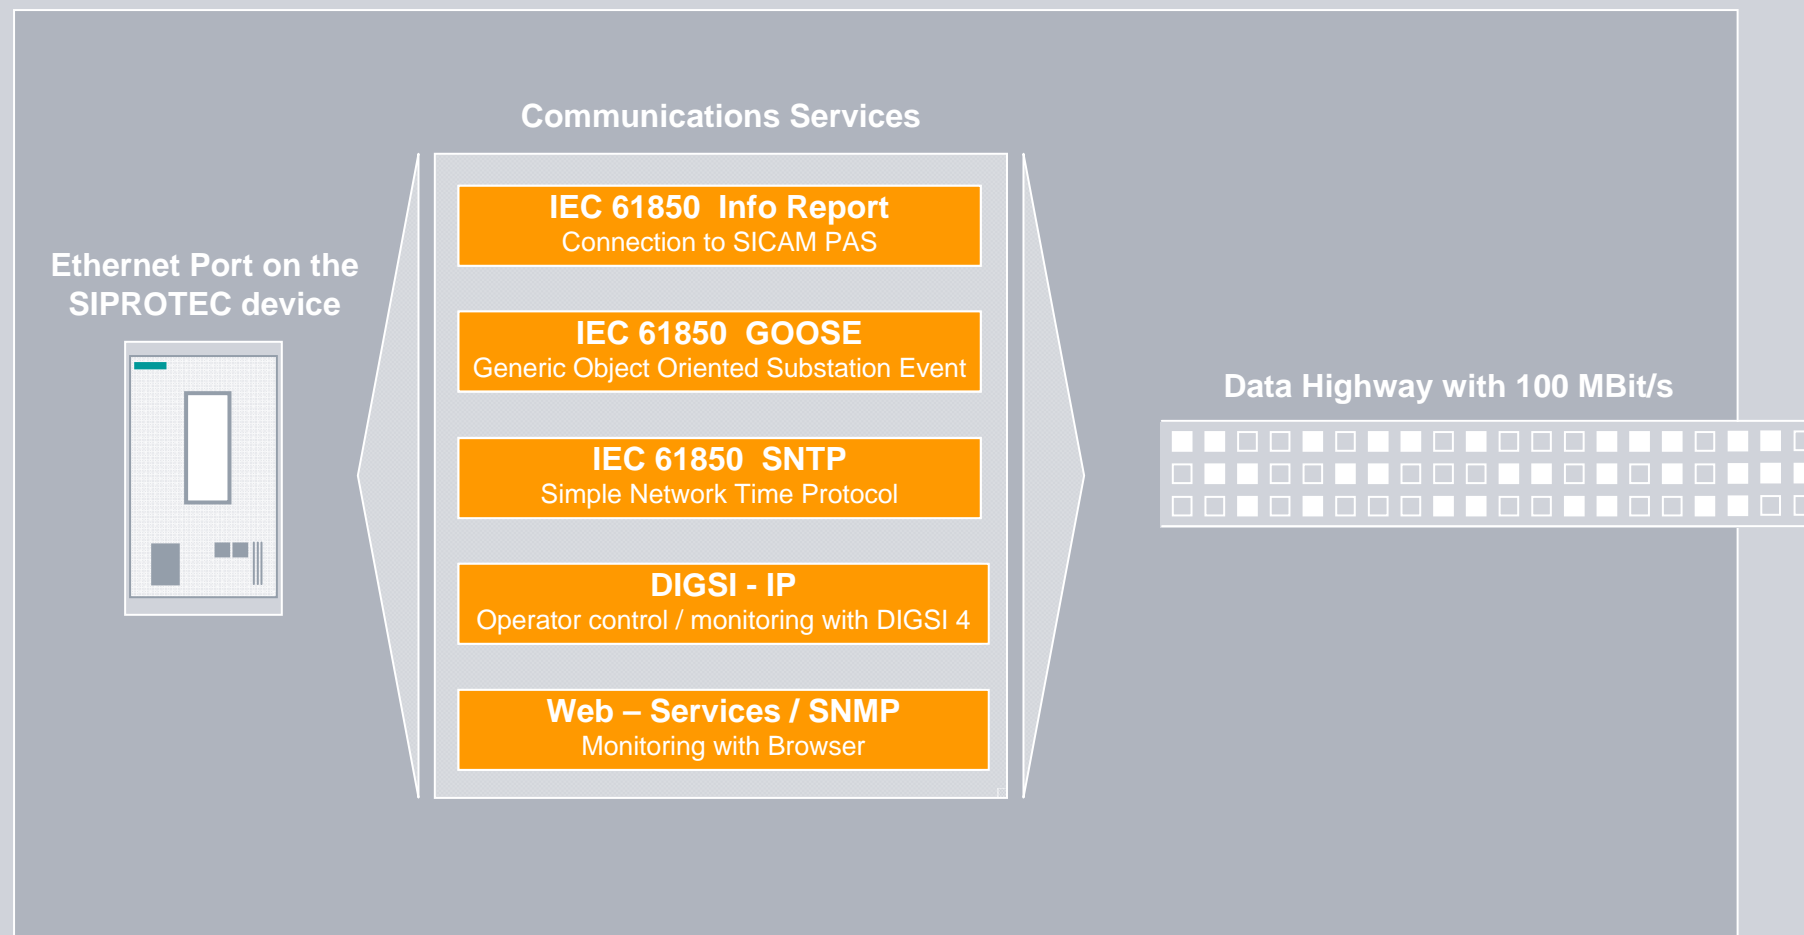 Communications Services
Ethernet Port on the
SIPROTEC device
IEC 61850  Info Report
Connection to SICAM PAS
IEC 61850  GOOSE
Generic Object Oriented Substation Event
IEC 61850  SNTP
Simple Network Time Protocol
DIGSI - IP
Operator control / monitoring with DIGSI 4
Web – Services / SNMP
Monitoring with Browser
Data Highway with 100 MBit/s